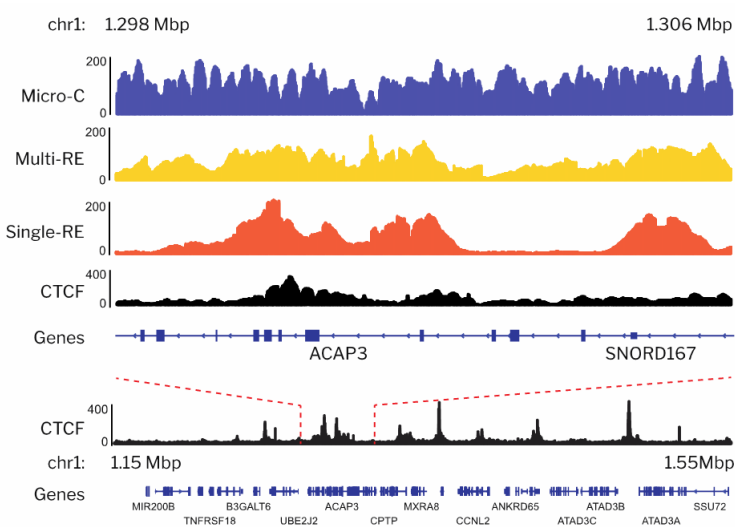 chr1: 1.298 Mbp 1.306 Mbp
200
Micro-C
0
200
Multi-RE
0
200
Single-RE
0
400
CTCF
0
Genes
ACAP3 SNORD167
400
CTCF
0
chr1: 1.15 Mbp 1.55Mbp
Genes
MIR200B B3GALT6 ACAP3 MXRA8 ANKRD65 ATAD3B SSU72
TNFRSF18 UBE2J2 CPTP CCNL2 ATAD3C ATAD3A